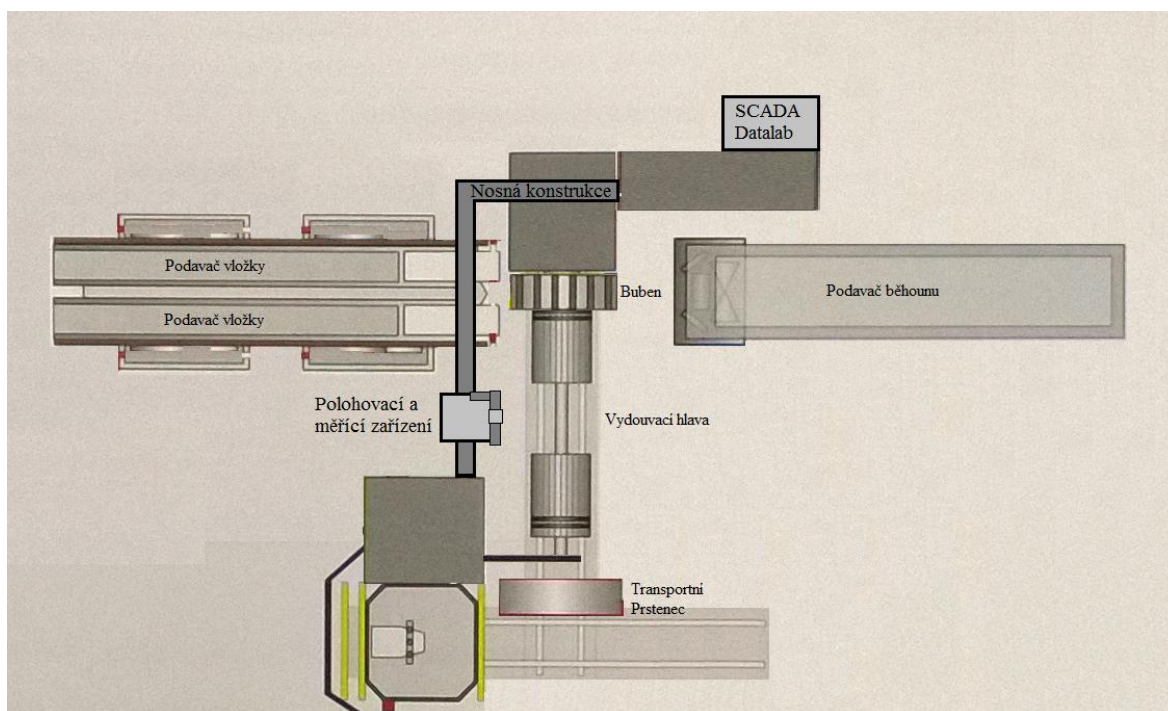 SCADA
Datalab
Nosná konstrukce
Podavač vložky
Buben
Podavač běhounu
Podavač vložky
Polohovací a
měřící zařízení
Vydouvací hlava
Transportní
Prstenec